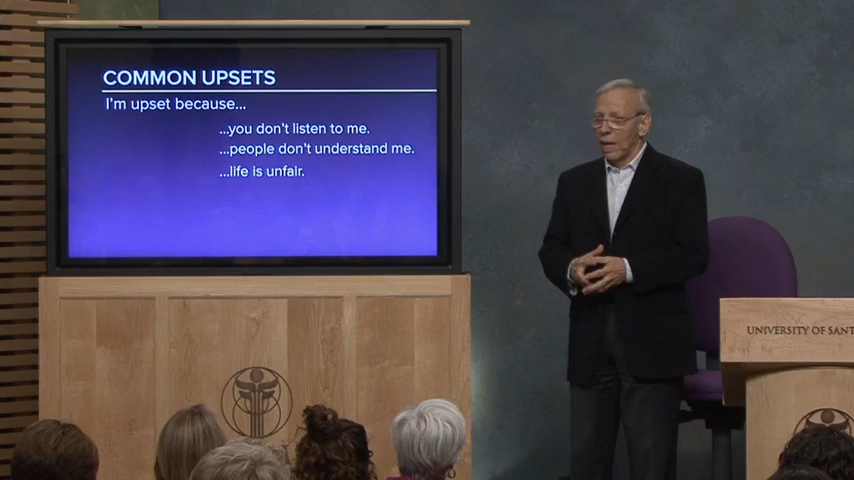 COMMON UPSETS
I'm upset because...
...you don't listen to me.
...people don't understand me.
...life is unfair.
UNIVERSITY OF SANT